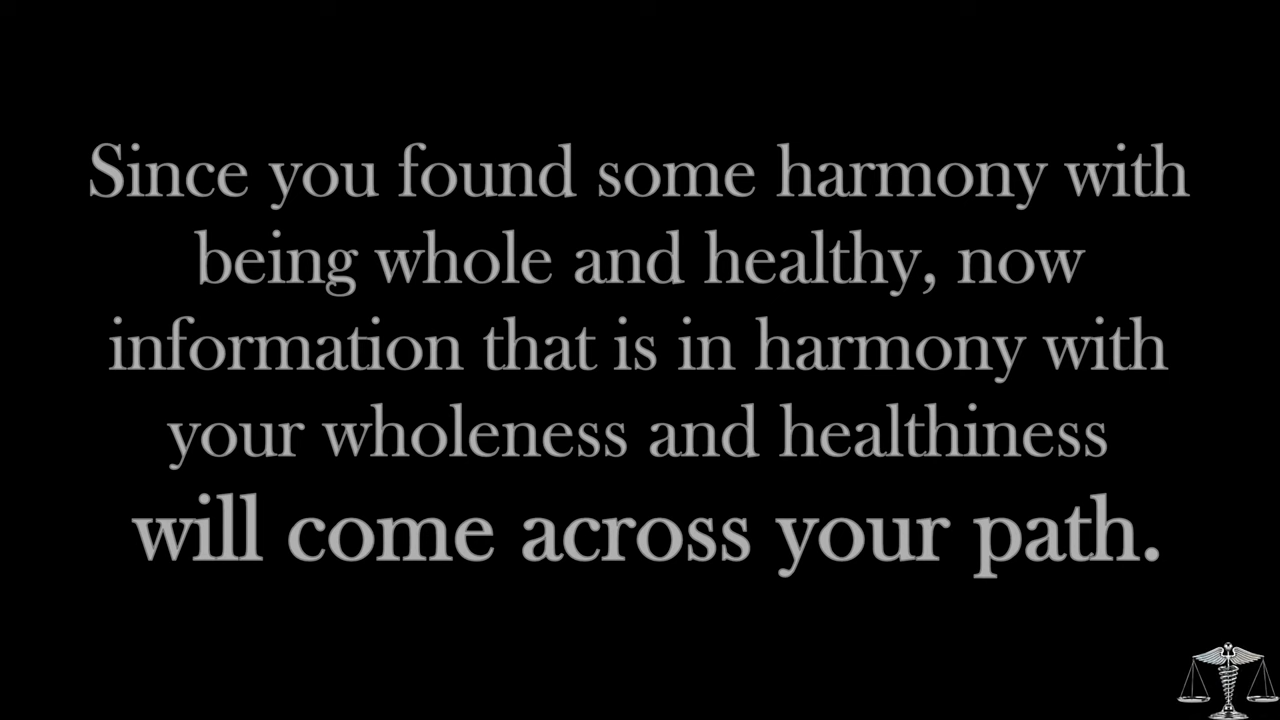 Since you found some harmony with
being whole and healthy, now
information that is in harmony with
your wholeness and healthiness
will come across your path.